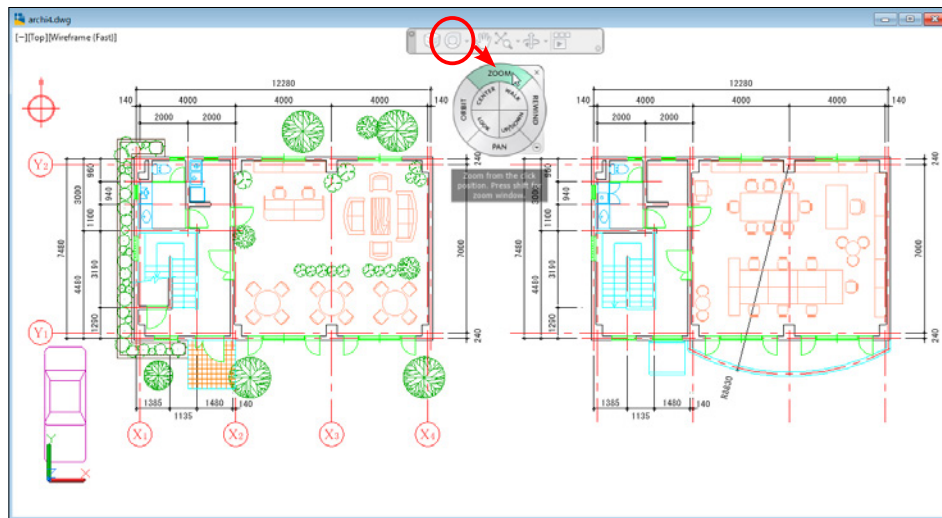 archi4.dwg
[−][Top][Wireframe (Fast)]
ZOOM
ORBIT
REWIND
PAN
CENTER
WALK
LOOK
UP/DOWN
Zoom from the click
position. Press shift for
zoom window.
12280
140 4000 4000 4000 140
2000 2000
Y2
Y1
7480
3000
4480
960
940
1100
3190
1290
240
7000
240
1385 1480 140
1135
X1 X2 X3 X4
Y
Z
X
12280
140 4000 4000 4000 140
2000 2000
7480
3000
4480
960
940
1100
3190
1290
240
7000
240
R8830
1385 1480 140
1135